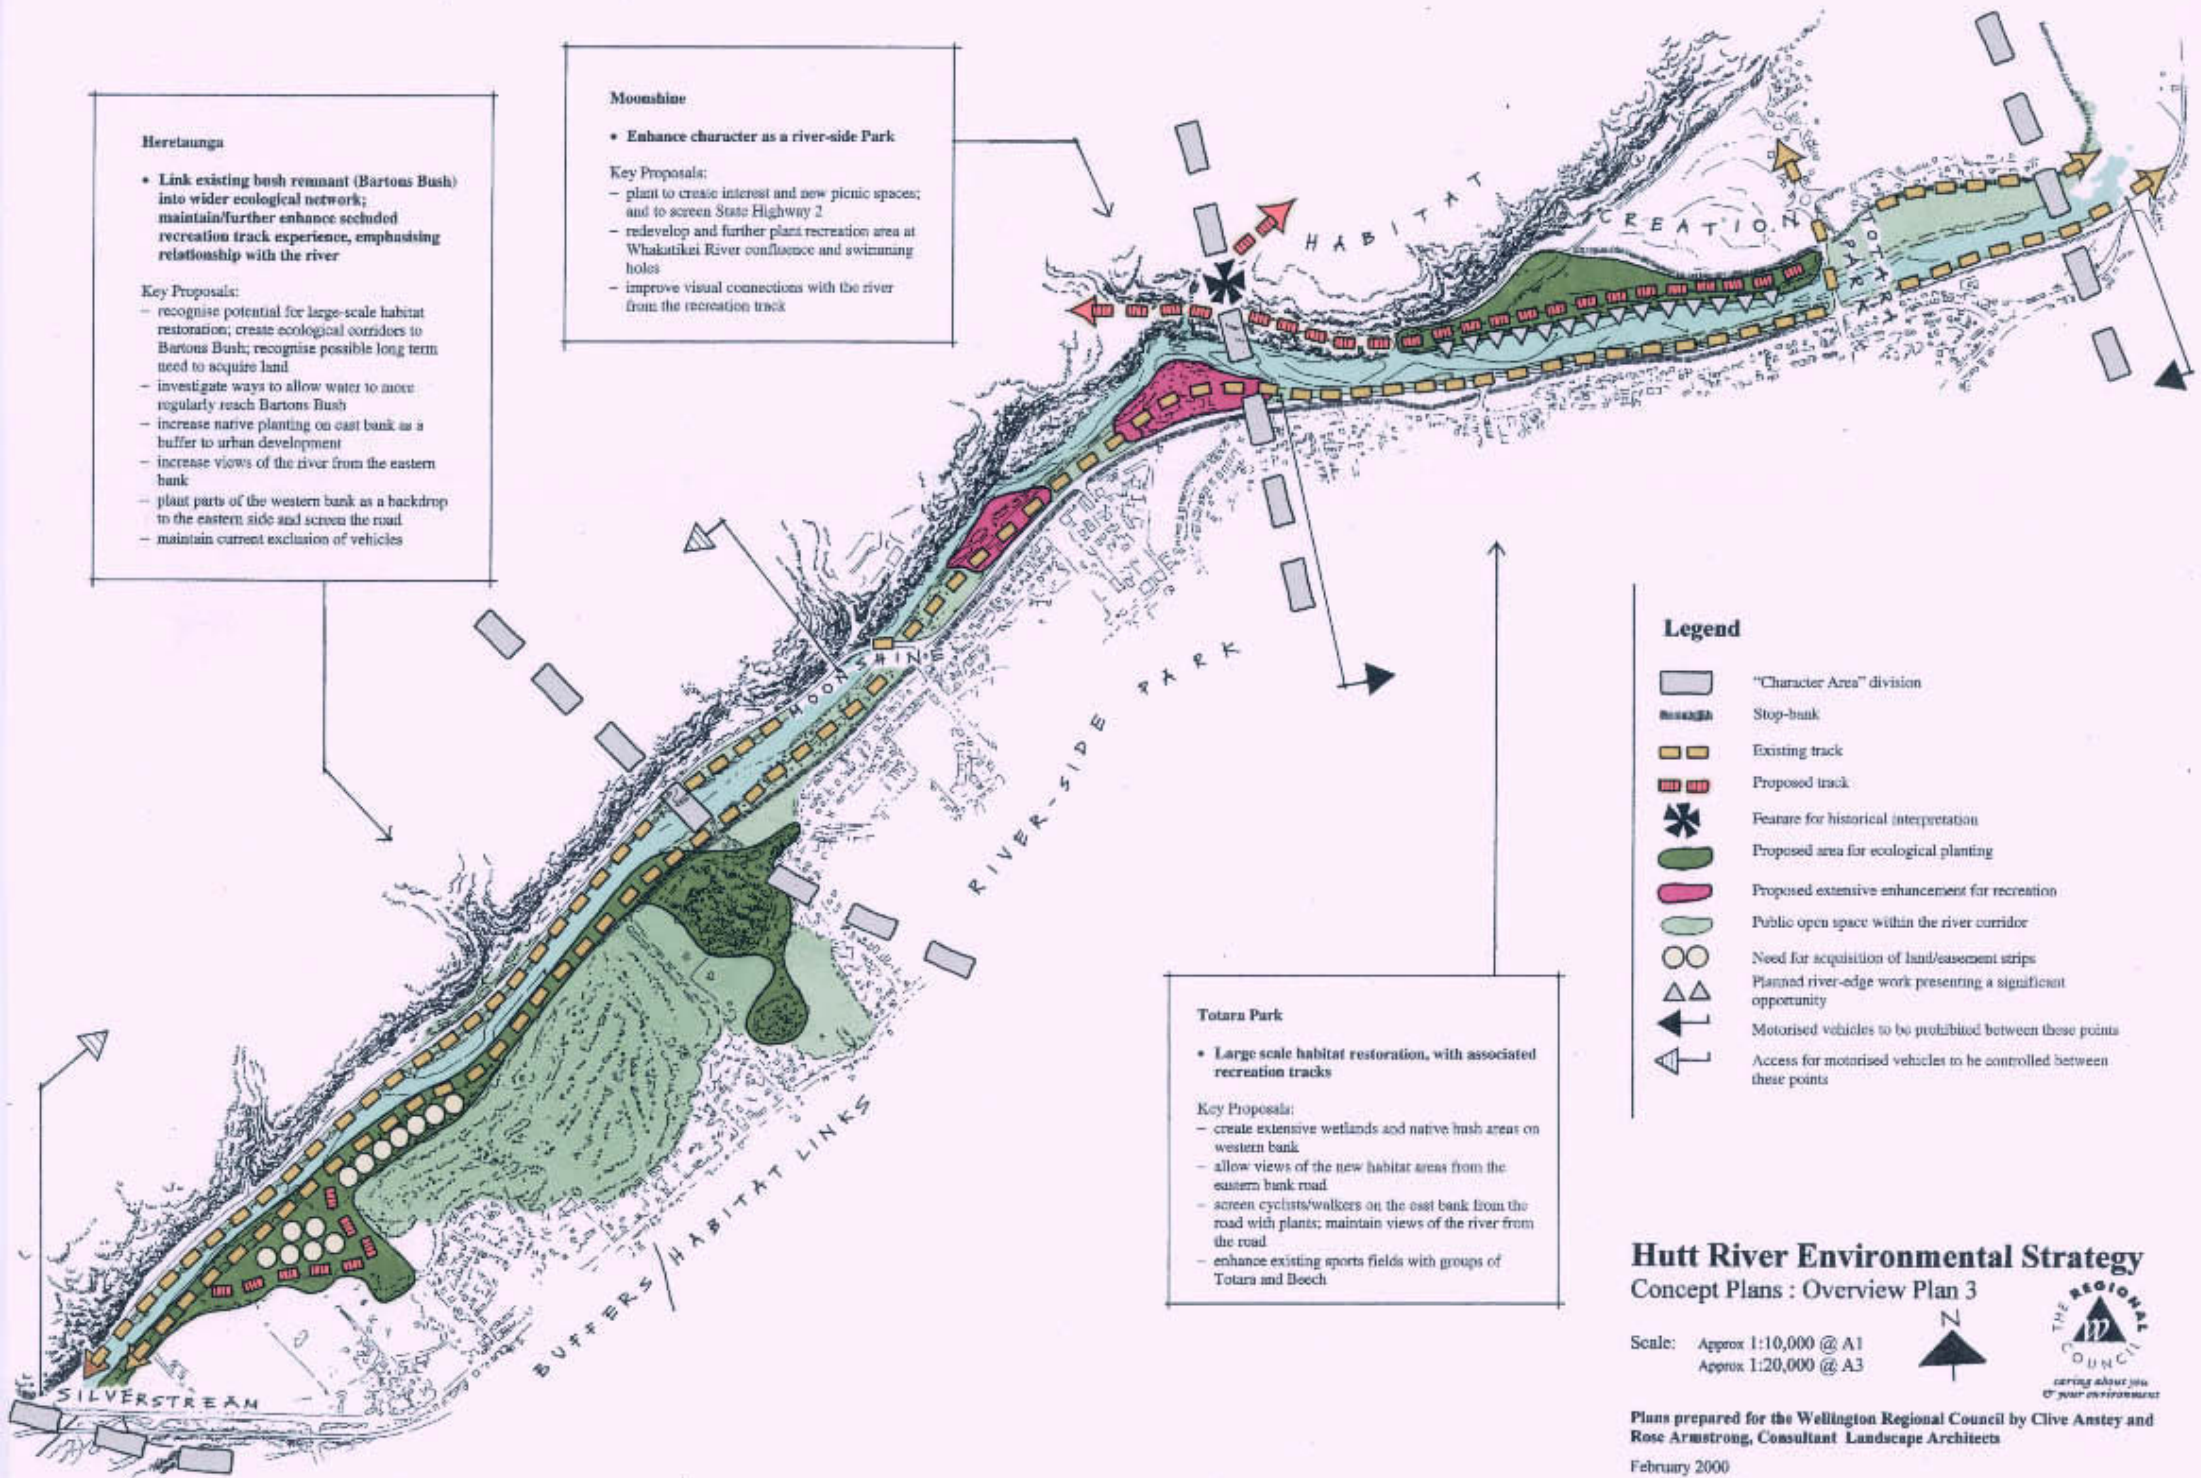 Heretaunga
• Link existing bush remnant (Bartons Bush)
into wider ecological network;
maintain/further enhance secluded
recreation track experience, emphasising
relationship with the river
Key Proposals:
– recognise potential for large-scale habitat
restoration; create ecological corridors to
Bartons Bush; recognise possible long term
need to acquire land
– investigate ways to allow water to more
regularly reach Bartons Bush
– increase native planting on east bank as a
buffer to urban development
– increase views of the river from the eastern
bank
– plant parts of the western bank as a backdrop
to the eastern side and screen the road
– maintain current exclusion of vehicles
Moonshine
• Enhance character as a river-side Park
Key Proposals:
– plant to create interest and new picnic spaces;
and to screen State Highway 2
– redevelop and further plant recreation area at
Whakatikei River confluence and swimming
holes
– improve visual connections with the river
from the recreation track
HABITAT CREATION
TOTARA
PARK
MOONSHINE
RIVER-SIDE PARK
BUFFERS/HABITAT LINKS
SILVERSTREAM
Totara Park
• Large scale habitat restoration, with associated
recreation tracks
Key Proposals:
– create extensive wetlands and native bush areas on
western bank
– allow views of the new habitat areas from the
eastern bank road
– screen cyclists/walkers on the east bank from the
road with plants; maintain views of the river from
the road
– enhance existing sports fields with groups of
Totara and Beech
Legend
"Character Area" division
Stop-bank
Existing track
Proposed track
Feature for historical interpretation
Proposed area for ecological planting
Proposed extensive enhancement for recreation
Public open space within the river corridor
Need for acquisition of land/easement strips
Planned river-edge work presenting a significant
opportunity
Motorised vehicles to be prohibited between these points
Access for motorised vehicles to be controlled between
these points
Hutt River Environmental Strategy
Concept Plans : Overview Plan 3
Scale: Approx 1:10,000 @ A1
Approx 1:20,000 @ A3
N
THE REGIONAL
COUNCIL
caring about you
& your environment
Plans prepared for the Wellington Regional Council by Clive Anstey and
Rose Armstrong, Consultant Landscape Architects
February 2000